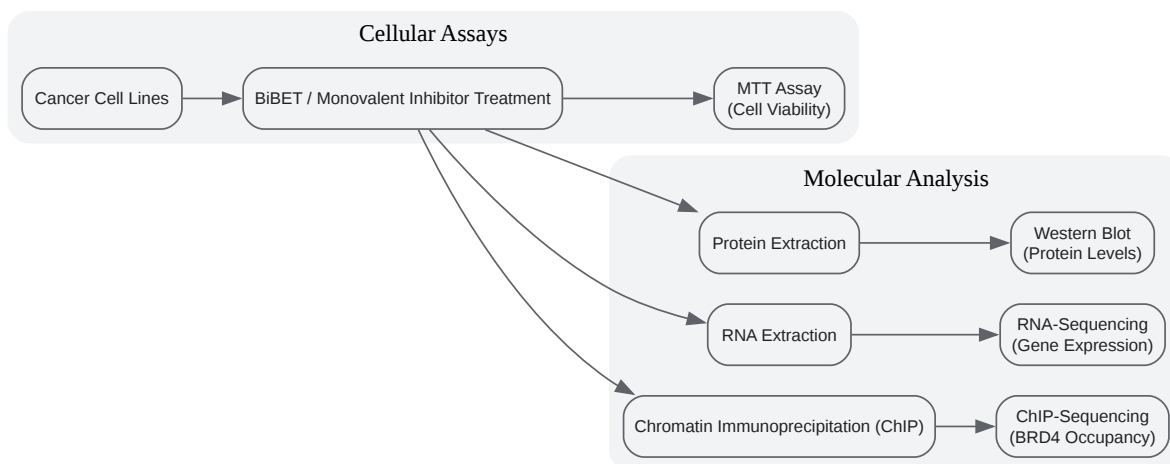 Cellular Assays
Cancer Cell Lines
BiBET / Monovalent Inhibitor Treatment
MTT Assay
(Cell Viability)
Molecular Analysis
Protein Extraction
Western Blot
(Protein Levels)
RNA Extraction
RNA-Sequencing
(Gene Expression)
Chromatin Immunoprecipitation (ChIP)
ChIP-Sequencing
(BRD4 Occupancy)